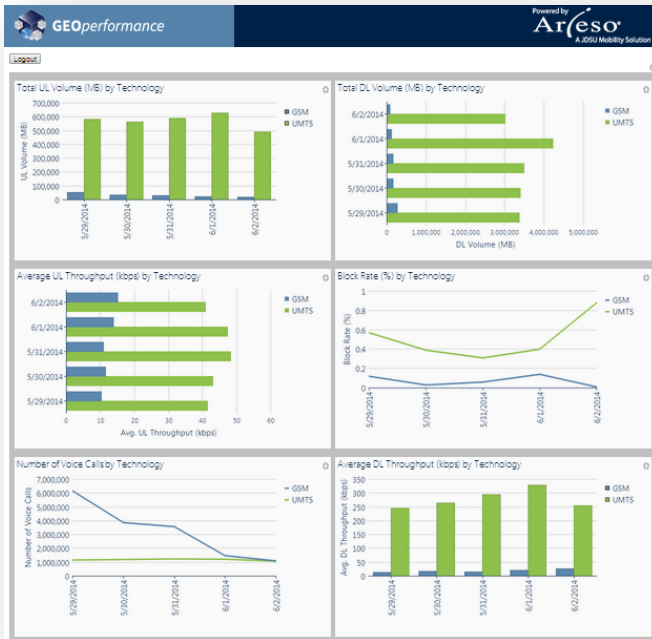 GEOperformance
Powered by
Arieso
A JDSU Mobility Solution
Logout
Total UL Volume (MB) by Technology
700,000
600,000
500,000
400,000
300,000
200,000
100,000
0
UL Volume (MB)
5/29/2014
5/30/2014
5/31/2014
6/1/2014
6/2/2014
GSM
UMTS
Total DL Volume (MB) by Technology
6/2/2014
6/1/2014
5/31/2014
5/30/2014
5/29/2014
0
1,000,000
2,000,000
3,000,000
4,000,000
5,000,000
DL Volume (MB)
GSM
UMTS
Average UL Throughput (kbps) by Technology
6/2/2014
6/1/2014
5/31/2014
5/30/2014
5/29/2014
0
10
20
30
40
50
60
Avg. UL Throughput (kbps)
GSM
UMTS
Block Rate (%) by Technology
1
0.8
0.6
0.4
0.2
0
Block Rate (%)
5/29/2014
5/30/2014
5/31/2014
6/1/2014
6/2/2014
GSM
UMTS
Number of Voice Calls by Technology
7,000,000
6,000,000
5,000,000
4,000,000
3,000,000
2,000,000
1,000,000
0
Number of Voice Calls
5/29/2014
5/30/2014
5/31/2014
6/1/2014
6/2/2014
GSM
UMTS
Average DL Throughput (kbps) by Technology
350
300
250
200
150
100
50
0
Avg. DL Throughput (kbps)
5/29/2014
5/30/2014
5/31/2014
6/1/2014
6/2/2014
GSM
UMTS